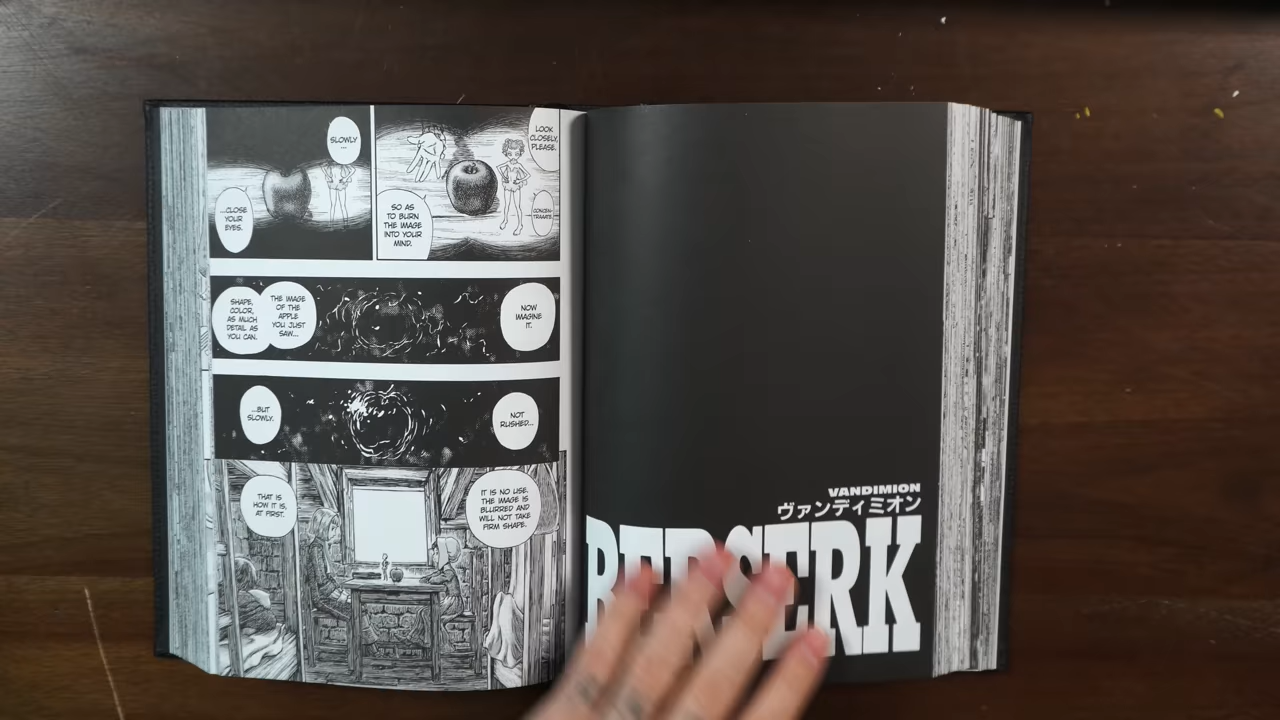 LOOK
CLOSELY,
PLEASE.
CONCEN-
TRAAATE.
SO AS
TO BURN
THE IMAGE
INTO YOUR
MIND.
SLOWLY
...
...CLOSE
YOUR
EYES.
NOW
IMAGINE
IT.
THE IMAGE
OF THE
APPLE
YOU JUST
SAW...
SHAPE,
COLOR,
AS MUCH
DETAIL AS
YOU CAN.
NOT
RUSHED...
...BUT
SLOWLY.
IT IS NO USE.
THE IMAGE IS
BLURRED AND
WILL NOT TAKE
FIRM SHAPE.
THAT IS
HOW IT IS,
AT FIRST.
VANDIMION
ヴァンディミオン
BERSERK